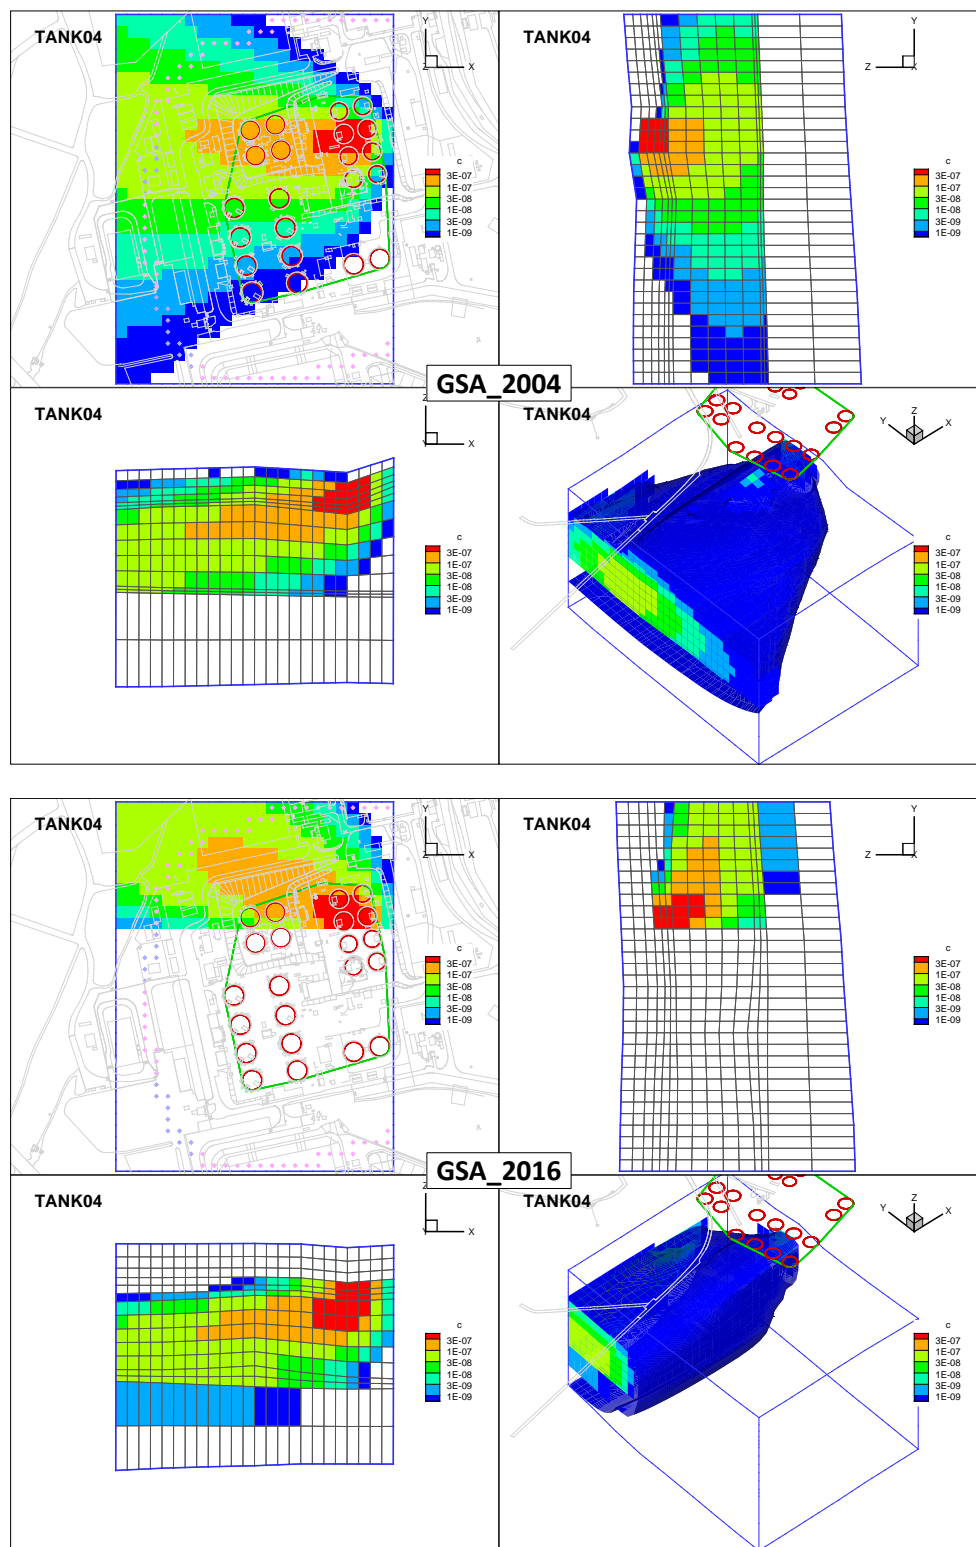 TANK04
Y
Z
X
c
3E-07
1E-07
3E-08
1E-08
3E-09
1E-09
TANK04
Y
Z
X
c
3E-07
1E-07
3E-08
1E-08
3E-09
1E-09
GSA_2004
TANK04
Z
Y
X
c
3E-07
1E-07
3E-08
1E-08
3E-09
1E-09
TANK04
Z
Y
X
c
3E-07
1E-07
3E-08
1E-08
3E-09
1E-09
TANK04
Y
Z
X
c
3E-07
1E-07
3E-08
1E-08
3E-09
1E-09
TANK04
Y
Z
X
c
3E-07
1E-07
3E-08
1E-08
3E-09
1E-09
GSA_2016
TANK04
Z
Y
X
c
3E-07
1E-07
3E-08
1E-08
3E-09
1E-09
TANK04
Z
Y
X
c
3E-07
1E-07
3E-08
1E-08
3E-09
1E-09